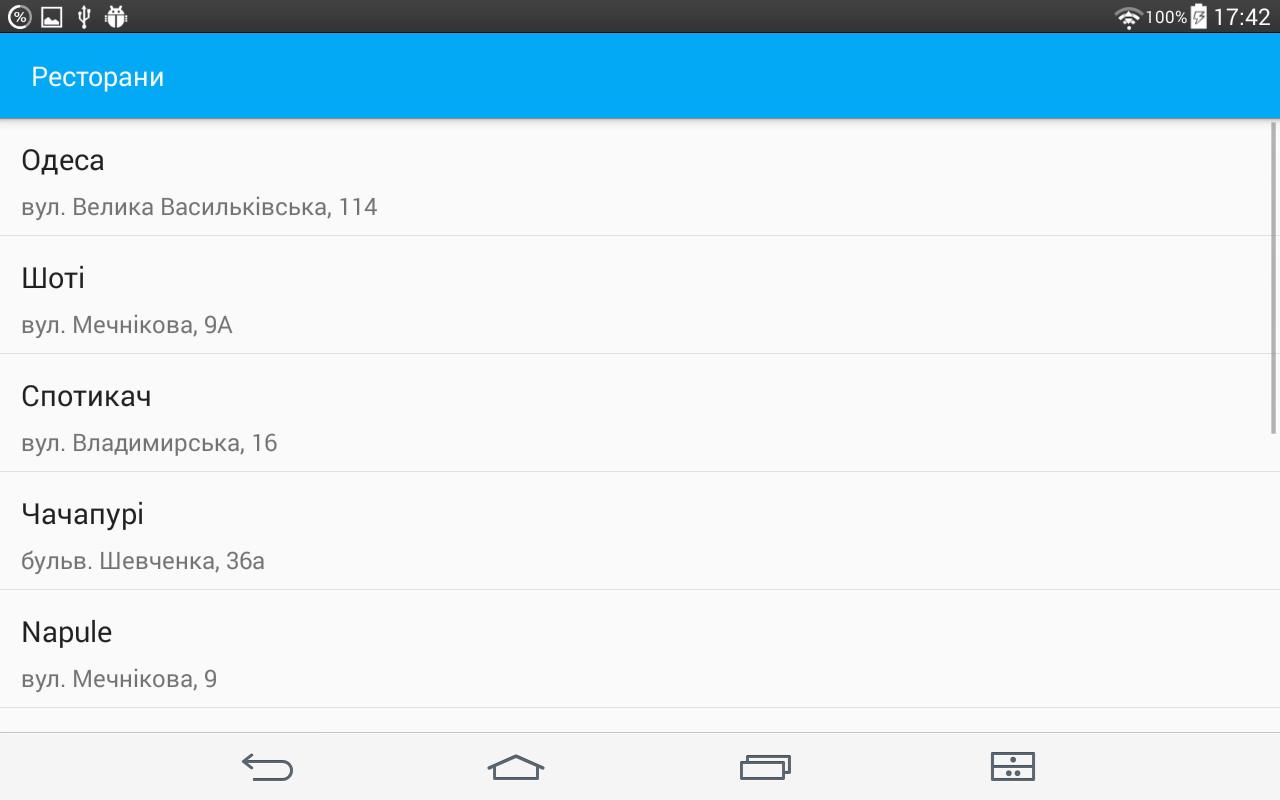 100% 17:42
Ресторани
Одеса
вул. Велика Васильківська, 114
Шоті
вул. Мечнікова, 9А
Спотикач
вул. Владимирська, 16
Чачапурі
бульв. Шевченка, 36а
Napule
вул. Мечнікова, 9